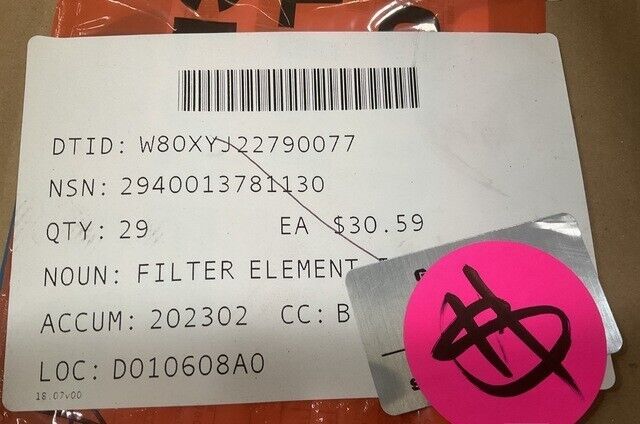 DTID: W80XYJ22790077
NSN: 2940013781130
QTY: 29 EA $30.59
NOUN: FILTER ELEMENT
ACCUM: 202302 CC: B
LOC: D010608A0
18.07v00